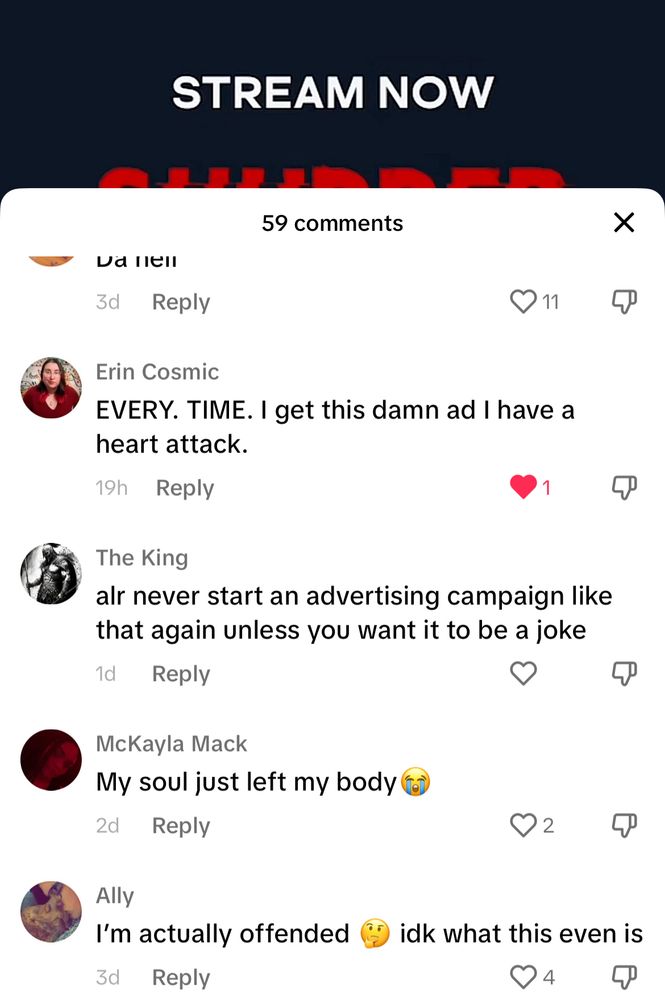 STREAM NOW
SHUDDER
59 comments
Da hell
3d Reply 11
Erin Cosmic
EVERY. TIME. I get this damn ad I have a
heart attack.
19h Reply 1
The King
alr never start an advertising campaign like
that again unless you want it to be a joke
1d Reply
McKayla Mack
My soul just left my body😭
2d Reply 2
Ally
I’m actually offended 🤔 idk what this even is
3d Reply 4